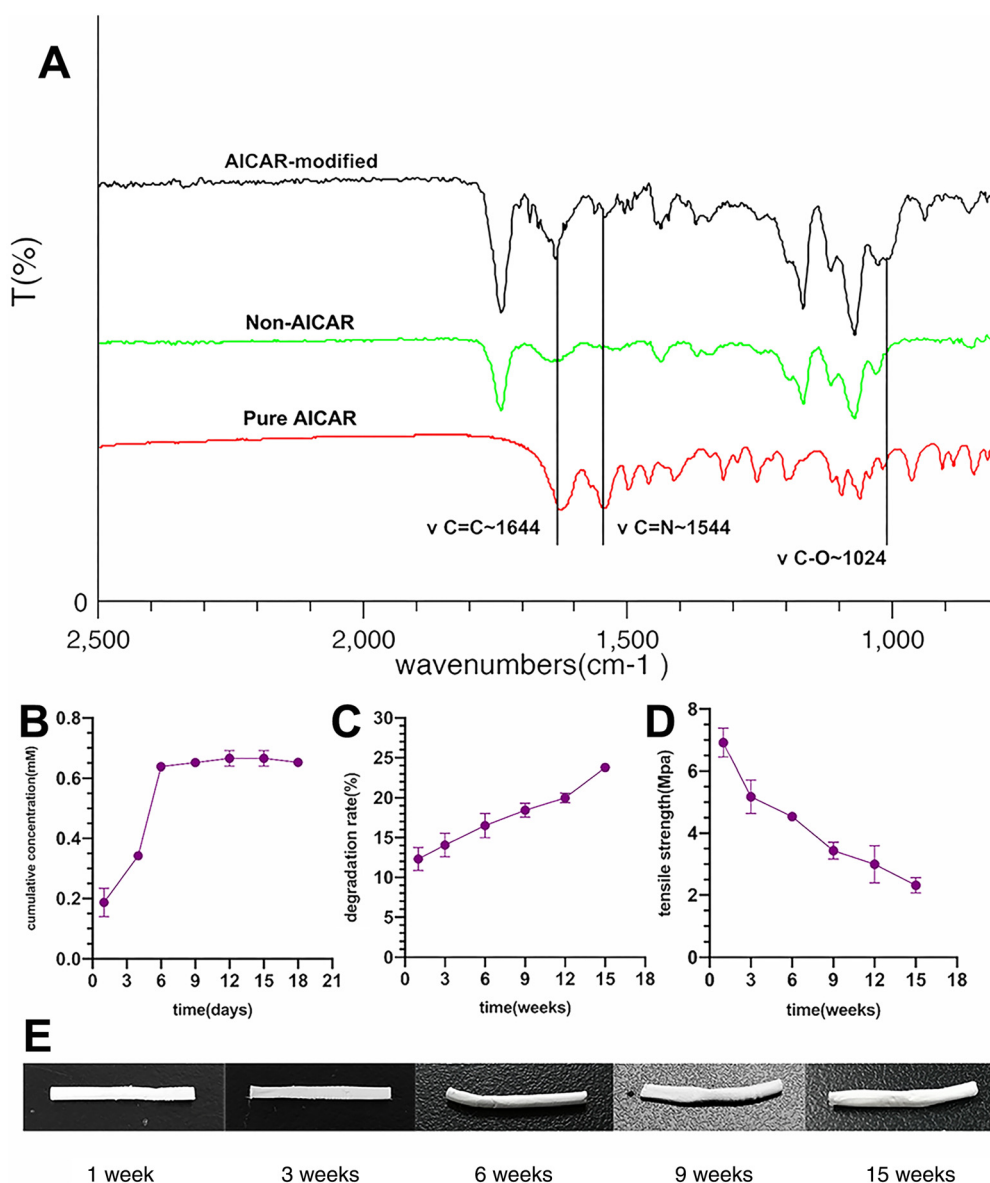 A
AICAR-modified
Non-AICAR
Pure AICAR
ν C=C~1644
ν C=N~1544
ν C-O~1024
T(%)
0
2,500 2,000 1,500 1,000
wavenumbers(cm-1 )
B
cumulative concentration(mM)
0.8
0.6
0.4
0.2
0.0
0 3 6 9 12 15 18 21
time(days)
C
degradation rate(%)
30
25
20
15
10
5
0
0 3 6 9 12 15 18
time(weeks)
D
tensile strength(Mpa)
8
6
4
2
0
0 3 6 9 12 15 18
time(weeks)
E
1 week 3 weeks 6 weeks 9 weeks 15 weeks